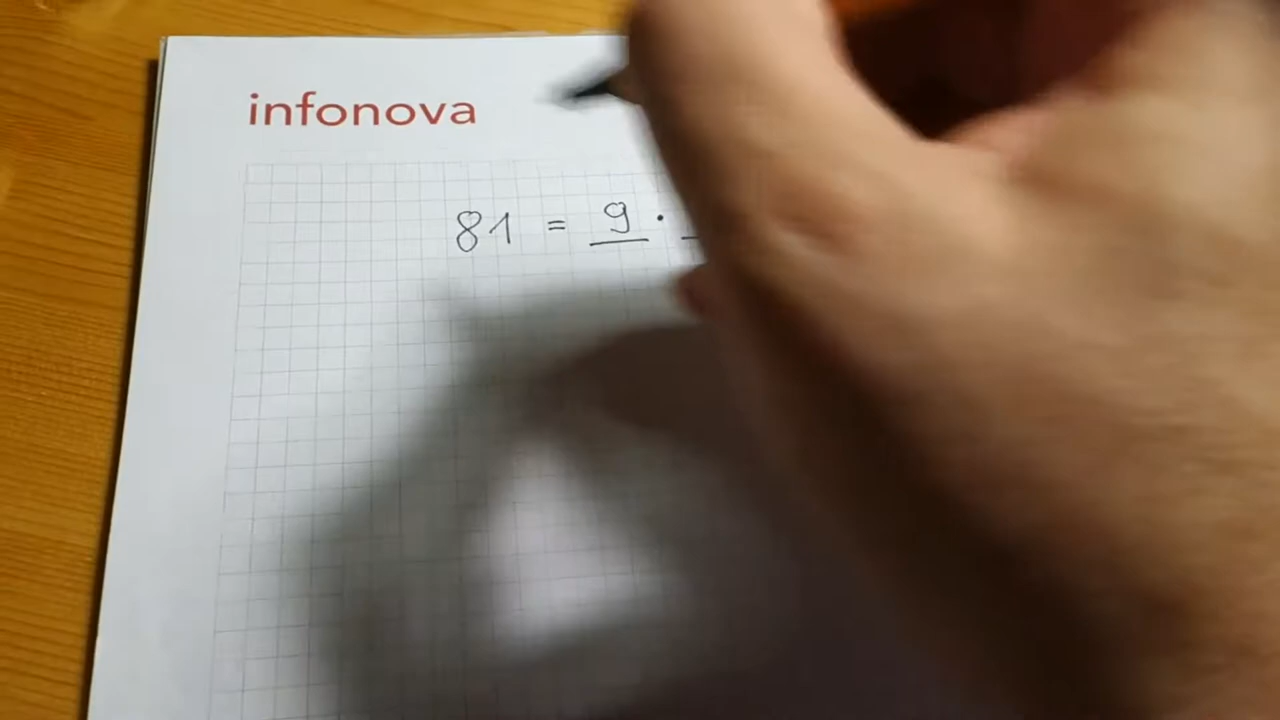 infonova
81 = 9 ·